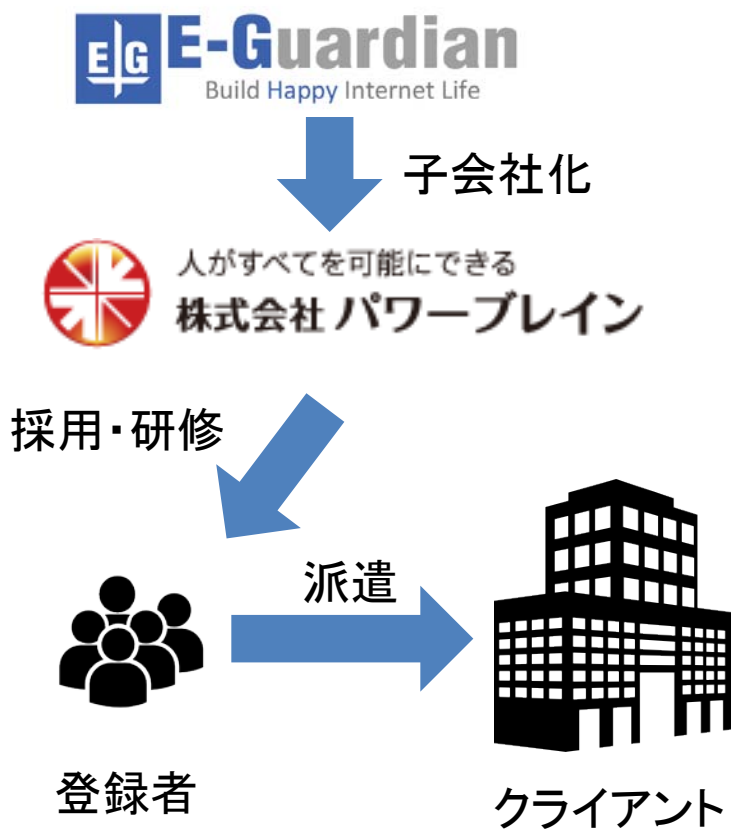 EG E-Guardian
Build Happy Internet Life
子会社化
人がすべてを可能にできる
株式会社 パワーブレイン
採用・研修
派遣
登録者
クライアント